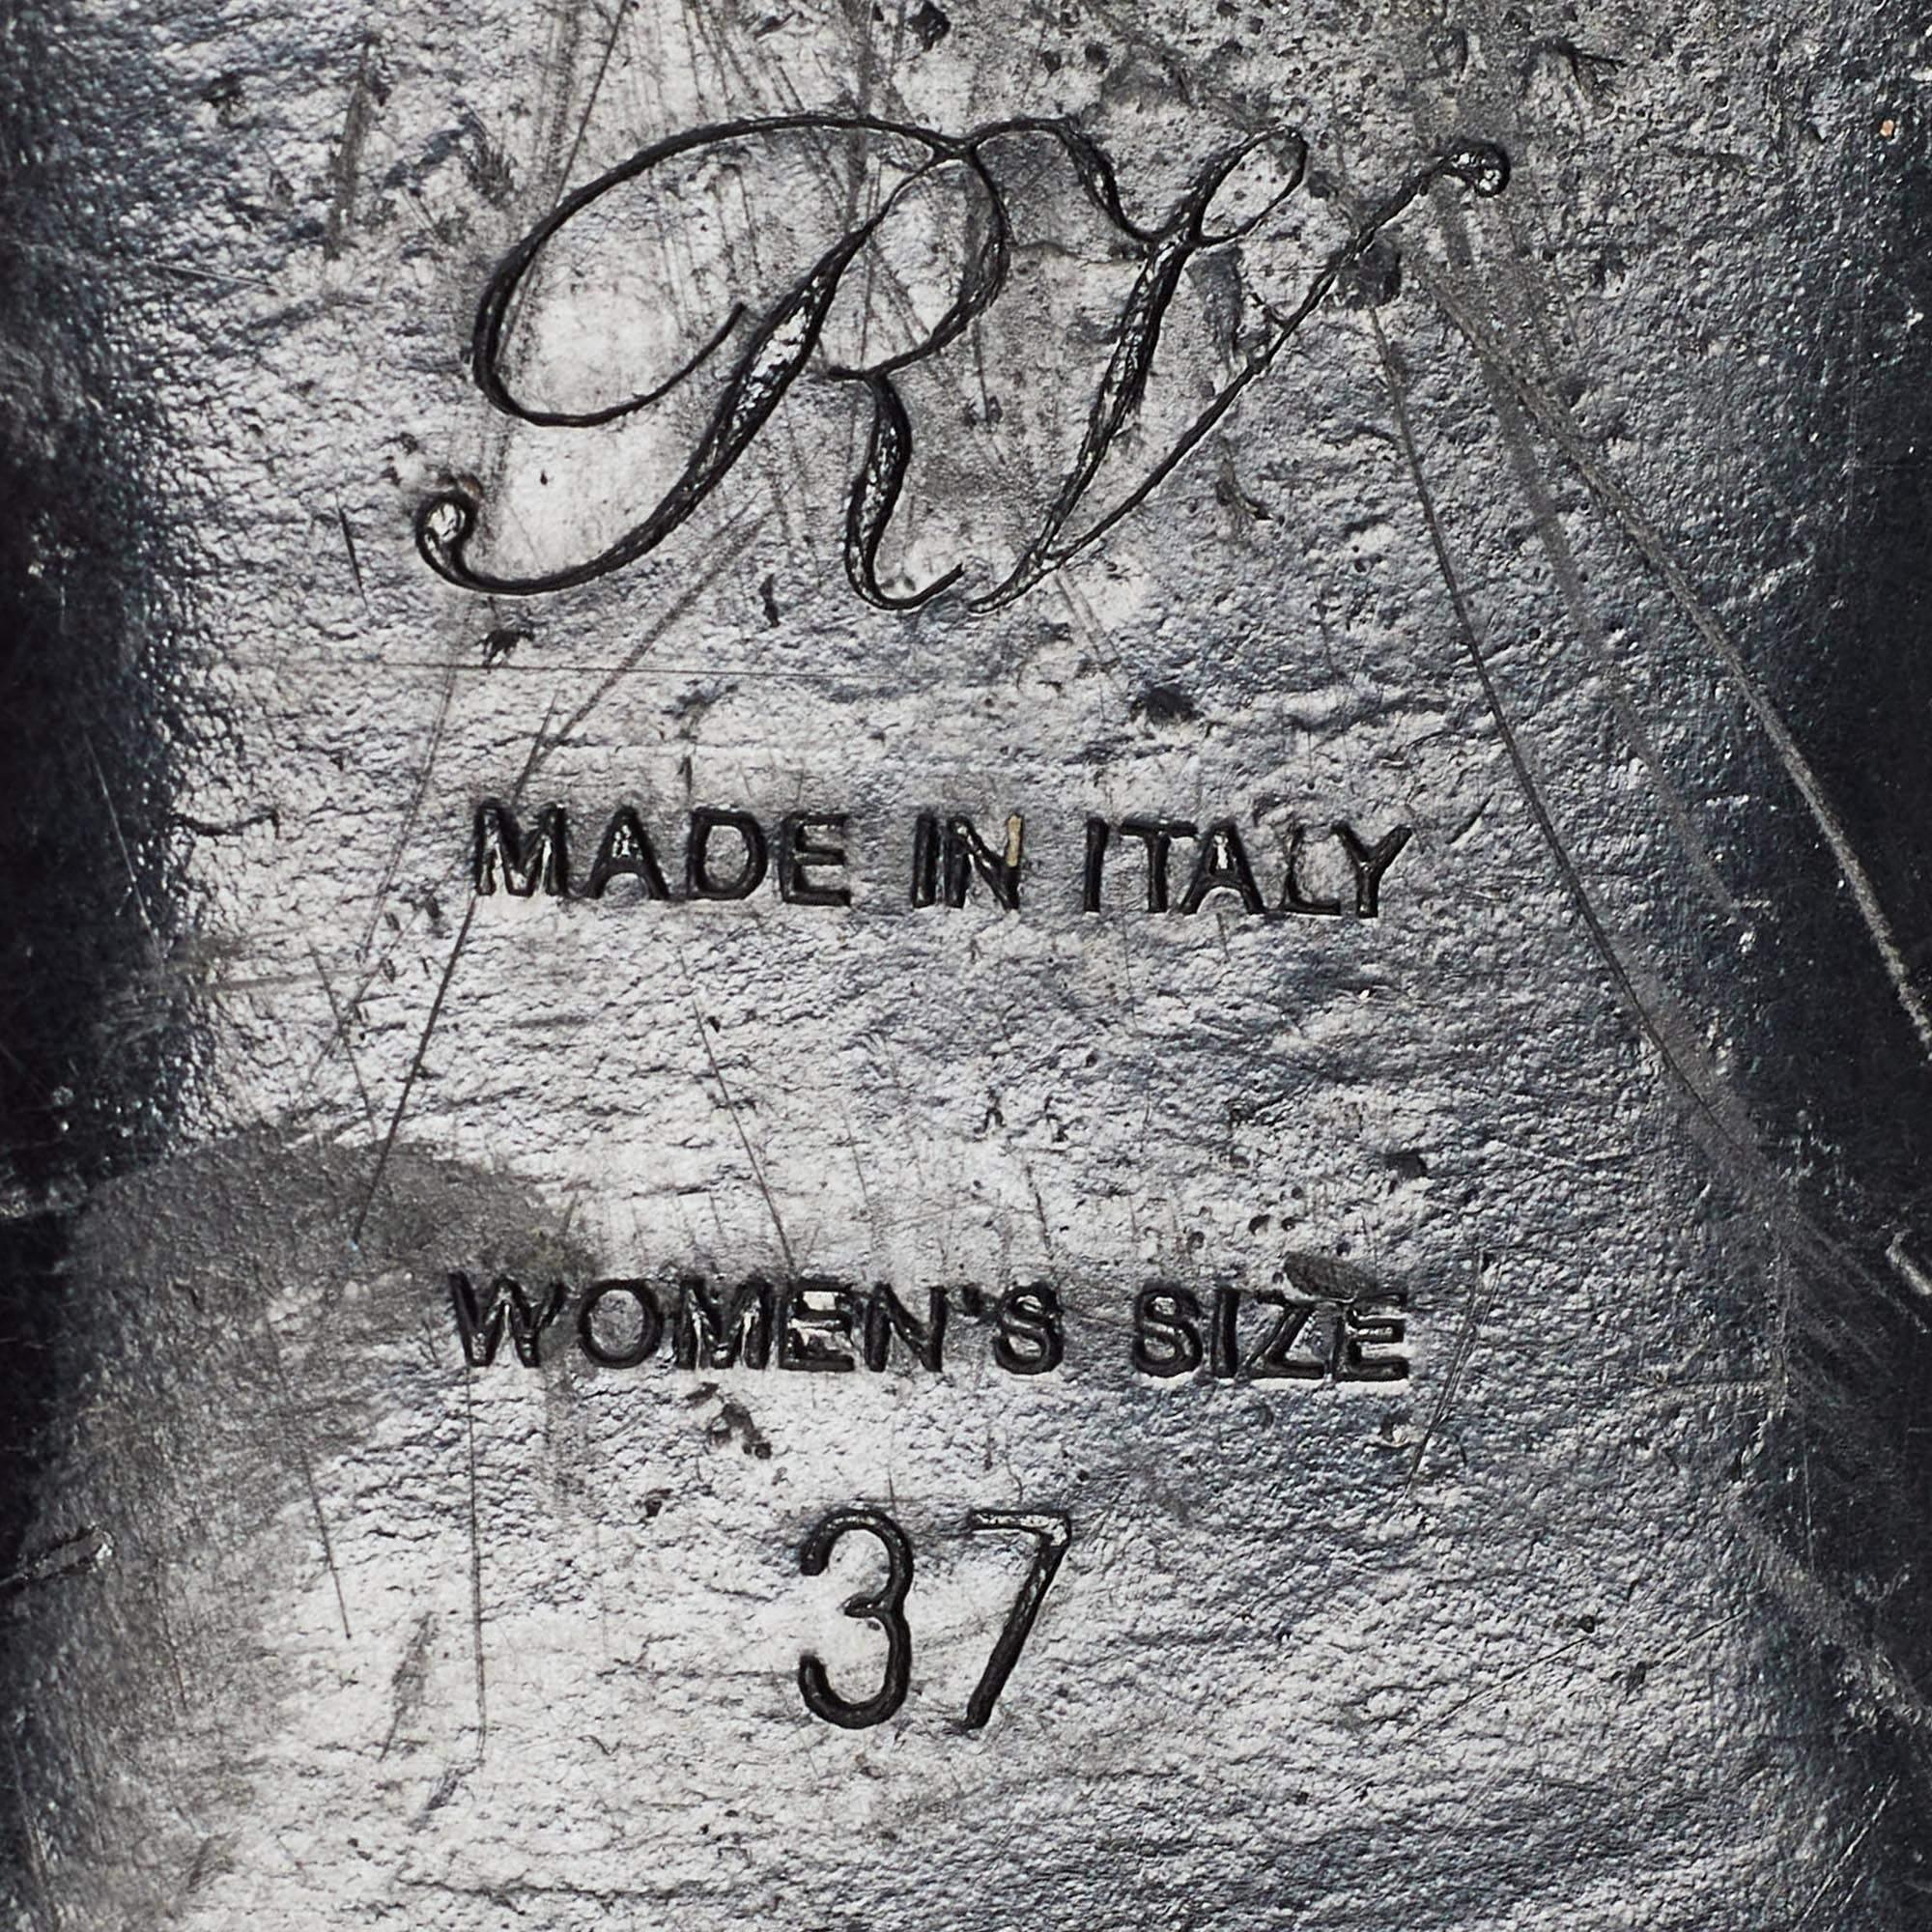 RV
MADE IN ITALY
WOMEN'S SIZE
37